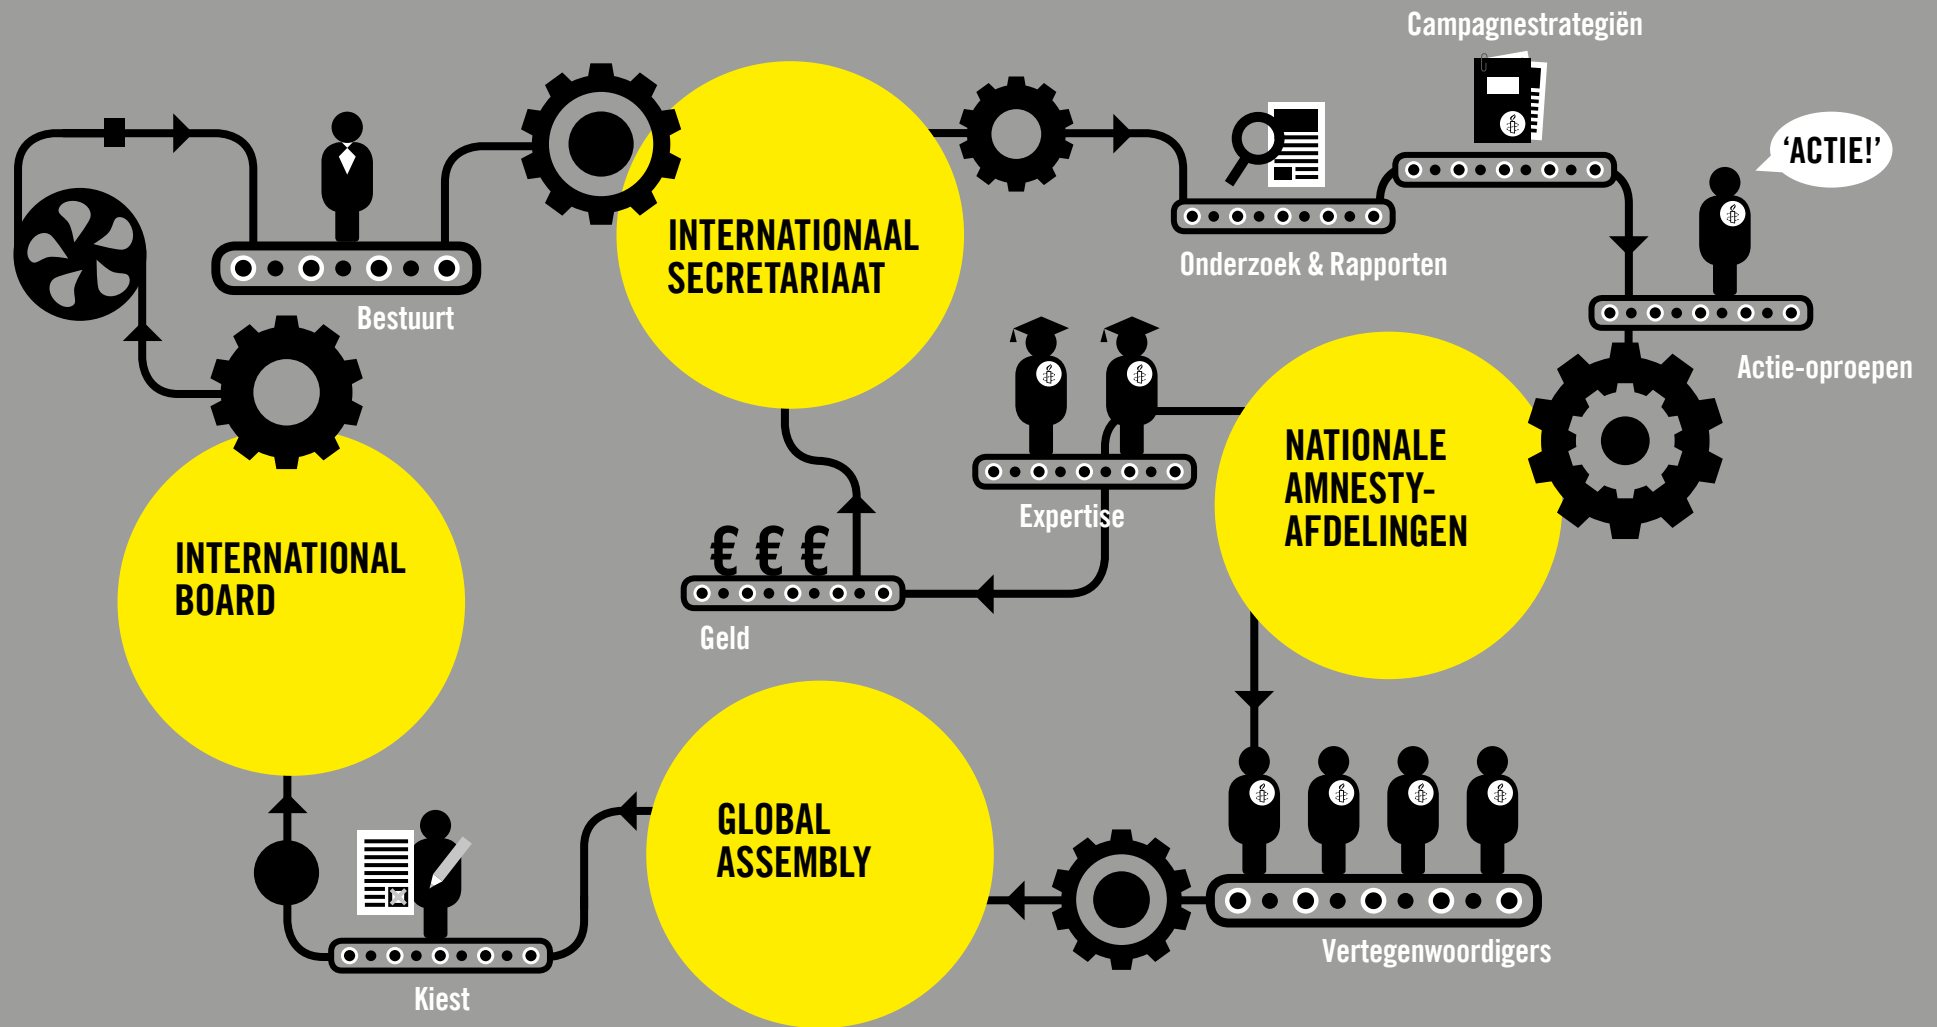 Campagnestrategiën
'ACTIE!'
INTERNATIONAAL
SECRETARIAAT
Onderzoek & Rapporten
Bestuurt
Actie-oproepen
NATIONALE
AMNESTY-
AFDELINGEN
Expertise
€ € €
Geld
INTERNATIONAL
BOARD
GLOBAL
ASSEMBLY
Vertegenwoordigers
Kiest